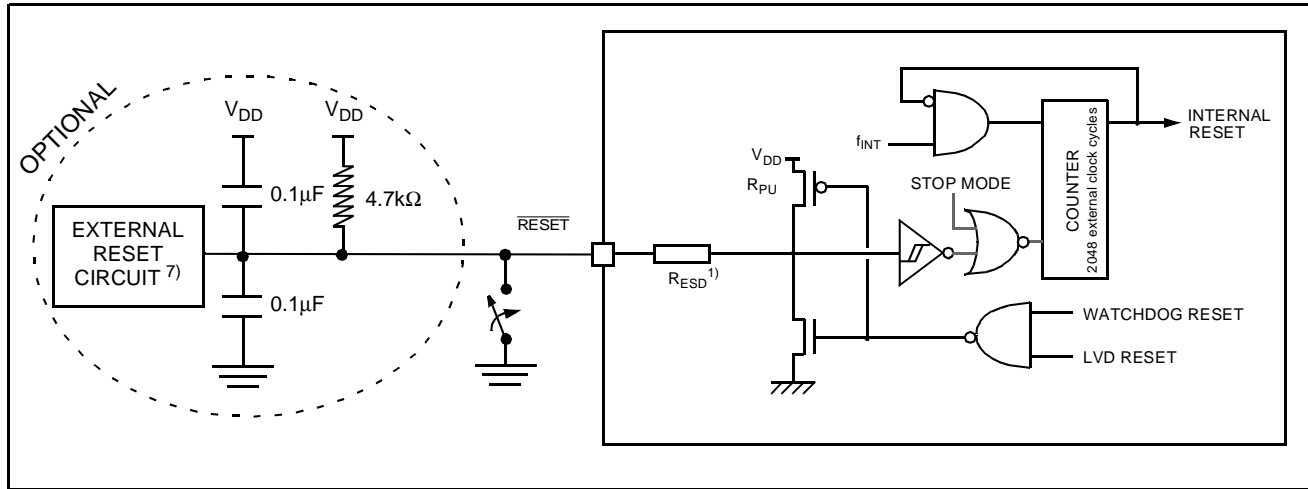 OPTIONAL
V_DD
V_DD
0.1μF
4.7kΩ
EXTERNAL
RESET
CIRCUIT 7)
0.1μF
RESET
R_ESD 1)
V_DD
R_PU
STOP MODE
f_INT
COUNTER
2048 external clock cycles
INTERNAL
RESET
WATCHDOG RESET
LVD RESET